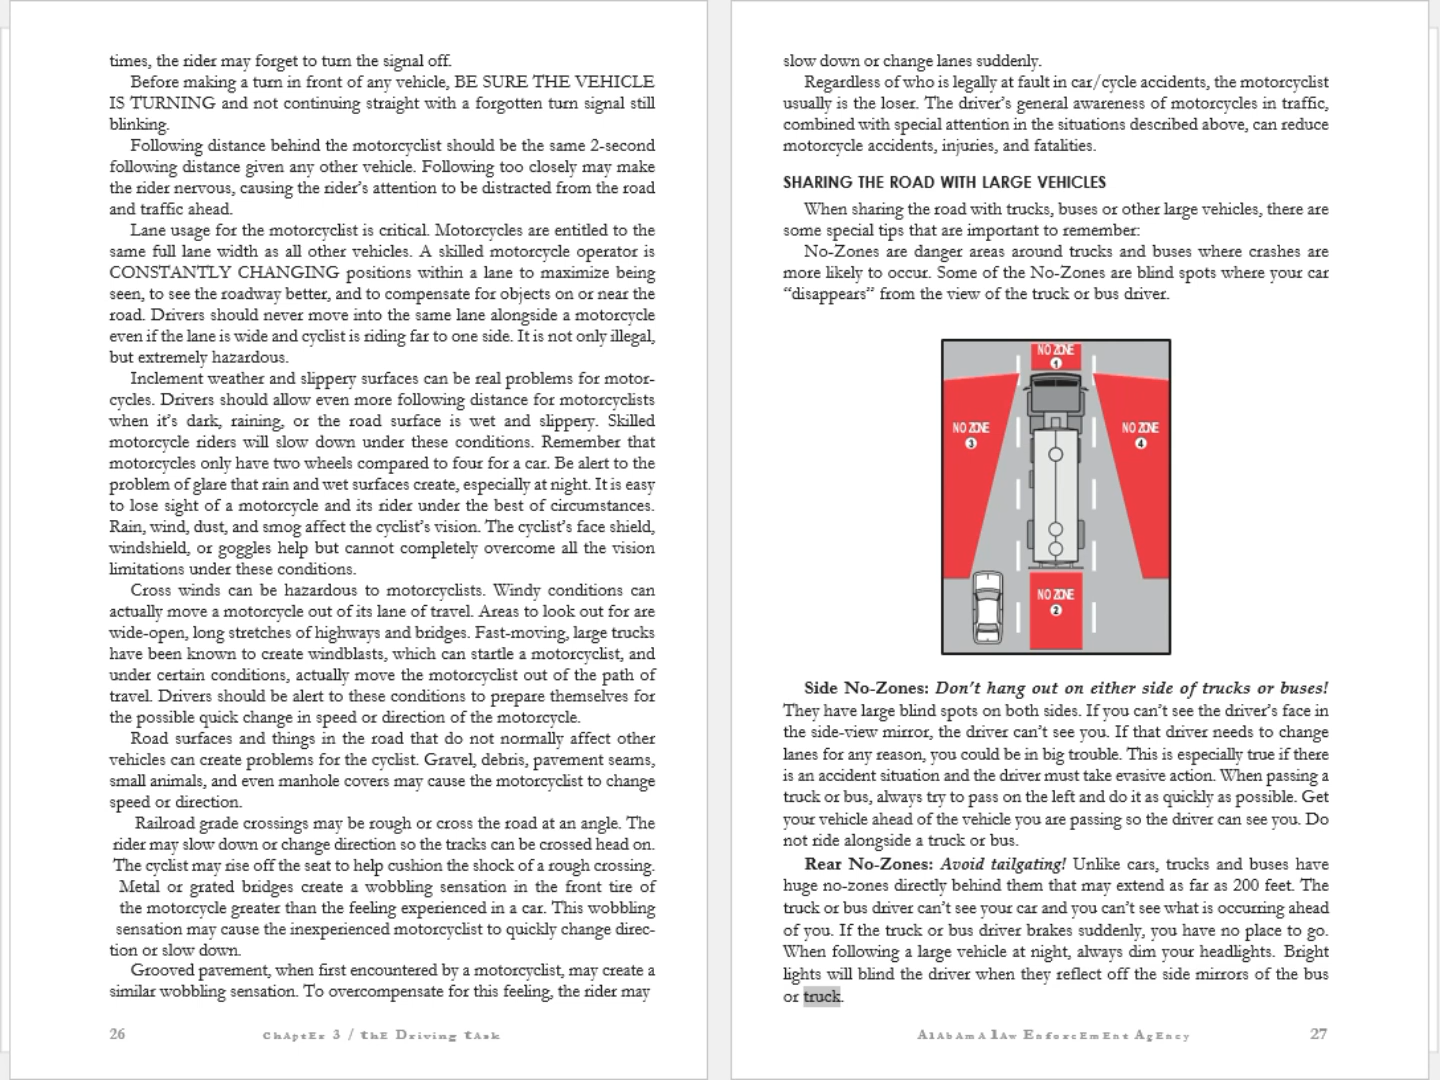 times, the rider may forget to turn the signal off.
Before making a turn in front of any vehicle, BE SURE THE VEHICLE
IS TURNING and not continuing straight with a forgotten turn signal still
blinking.
Following distance behind the motorcyclist should be the same 2-second
following distance given any other vehicle. Following too closely may make
the rider nervous, causing the rider's attention to be distracted from the road
and traffic ahead.
Lane usage for the motorcyclist is critical. Motorcycles are entitled to the
same full lane width as all other vehicles. A skilled motorcycle operator is
CONSTANTLY CHANGING positions within a lane to maximize being
seen, to see the roadway better, and to compensate for objects on or near the
road. Drivers should never move into the same lane alongside a motorcycle
even if the lane is wide and cyclist is riding far to one side. It is not only illegal,
but extremely hazardous.
Inclement weather and slippery surfaces can be real problems for motor-
cycles. Drivers should allow even more following distance for motorcyclists
when it's dark, raining, or the road surface is wet and slippery. Skilled
motorcycle riders will slow down under these conditions. Remember that
motorcycles only have two wheels compared to four for a car. Be alert to the
problem of glare that rain and wet surfaces create, especially at night. It is easy
to lose sight of a motorcycle and its rider under the best of circumstances.
Rain, wind, dust, and smog affect the cyclist's vision. The cyclist's face shield,
windshield, or goggles help but cannot completely overcome all the vision
limitations under these conditions.
Cross winds can be hazardous to motorcyclists. Windy conditions can
actually move a motorcycle out of its lane of travel. Areas to look out for are
wide-open, long stretches of highways and bridges. Fast-moving, large trucks
have been known to create windblasts, which can startle a motorcyclist, and
under certain conditions, actually move the motorcyclist out of the path of
travel. Drivers should be alert to these conditions to prepare themselves for
the possible quick change in speed or direction of the motorcycle.
Road surfaces and things in the road that do not normally affect other
vehicles can create problems for the cyclist. Gravel, debris, pavement seams,
small animals, and even manhole covers may cause the motorcyclist to change
speed or direction.
Railroad grade crossings may be rough or cross the road at an angle. The
rider may slow down or change direction so the tracks can be crossed head on.
The cyclist may rise off the seat to help cushion the shock of a rough crossing.
Metal or grated bridges create a wobbling sensation in the front tire of
the motorcycle greater than the feeling experienced in a car. This wobbling
sensation may cause the inexperienced motorcyclist to quickly change direc-
tion or slow down.
Grooved pavement, when first encountered by a motorcyclist, may create a
similar wobbling sensation. To overcompensate for this feeling, the rider may
26 ChAptEr 3 / thE Driving tAsk
slow down or change lanes suddenly.
Regardless of who is legally at fault in car/cycle accidents, the motorcyclist
usually is the loser. The driver's general awareness of motorcycles in traffic,
combined with special attention in the situations described above, can reduce
motorcycle accidents, injuries, and fatalities.
SHARING THE ROAD WITH LARGE VEHICLES
When sharing the road with trucks, buses or other large vehicles, there are
some special tips that are important to remember:
No-Zones are danger areas around trucks and buses where crashes are
more likely to occur. Some of the No-Zones are blind spots where your car
“disappears” from the view of the truck or bus driver.
NO ZONE
1
NO ZONE
3
NO ZONE
4
NO ZONE
2
Side No-Zones: Don't hang out on either side of trucks or buses!
They have large blind spots on both sides. If you can't see the driver's face in
the side-view mirror, the driver can't see you. If that driver needs to change
lanes for any reason, you could be in big trouble. This is especially true if there
is an accident situation and the driver must take evasive action. When passing a
truck or bus, always try to pass on the left and do it as quickly as possible. Get
your vehicle ahead of the vehicle you are passing so the driver can see you. Do
not ride alongside a truck or bus.
Rear No-Zones: Avoid tailgating! Unlike cars, trucks and buses have
huge no-zones directly behind them that may extend as far as 200 feet. The
truck or bus driver can't see your car and you can't see what is occurring ahead
of you. If the truck or bus driver brakes suddenly, you have no place to go.
When following a large vehicle at night, always dim your headlights. Bright
lights will blind the driver when they reflect off the side mirrors of the bus
or truck.
AlAbAmA lAw EnforcEmEnt AgEncy 27